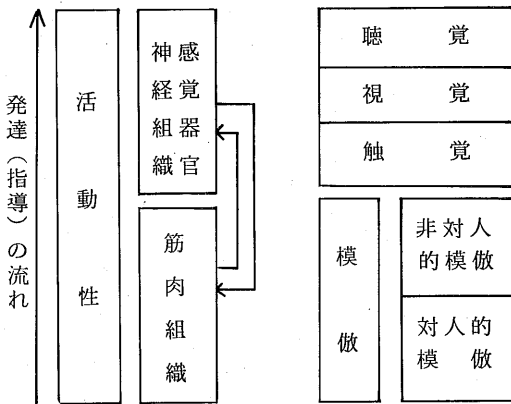 発達（指導）の流れ
活動性
感覚器官
神経組織
筋肉組織
聴覚
視覚
触覚
模倣
非対人
的模倣
対人的
模倣